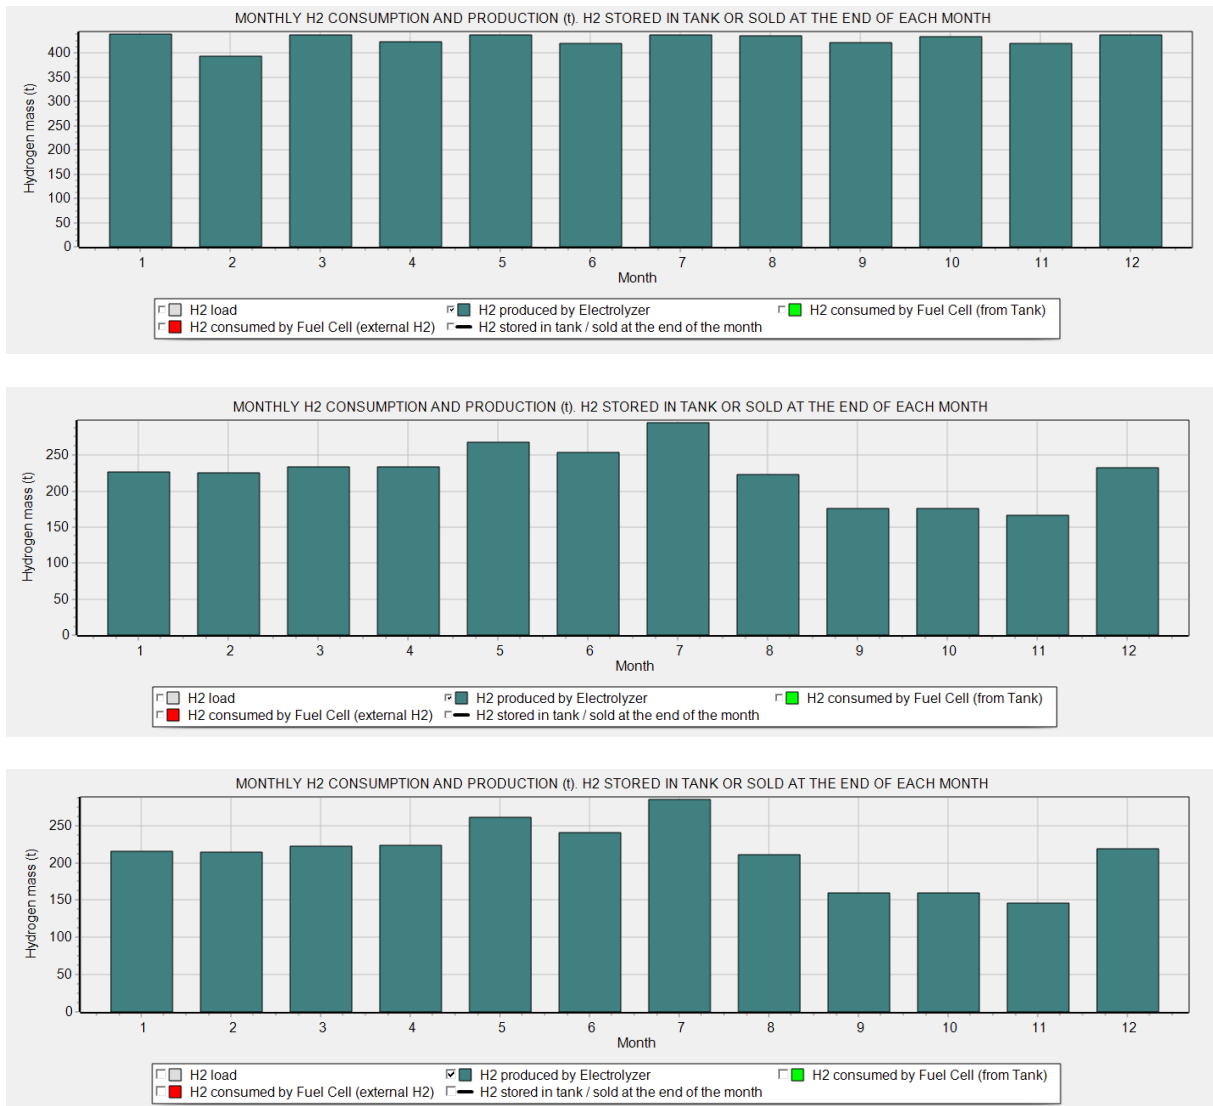 MONTHLY H2 CONSUMPTION AND PRODUCTION (t). H2 STORED IN TANK OR SOLD AT THE END OF EACH MONTH
Hydrogen mass (t)
400
350
300
250
200
150
100
50
0
1 2 3 4 5 6 7 8 9 10 11 12
Month
H2 load H2 produced by Electrolyzer H2 consumed by Fuel Cell (from Tank)
H2 consumed by Fuel Cell (external H2) H2 stored in tank / sold at the end of the month
MONTHLY H2 CONSUMPTION AND PRODUCTION (t). H2 STORED IN TANK OR SOLD AT THE END OF EACH MONTH
Hydrogen mass (t)
250
200
150
100
50
0
1 2 3 4 5 6 7 8 9 10 11 12
Month
H2 load H2 produced by Electrolyzer H2 consumed by Fuel Cell (from Tank)
H2 consumed by Fuel Cell (external H2) H2 stored in tank / sold at the end of the month
MONTHLY H2 CONSUMPTION AND PRODUCTION (t). H2 STORED IN TANK OR SOLD AT THE END OF EACH MONTH
Hydrogen mass (t)
250
200
150
100
50
0
1 2 3 4 5 6 7 8 9 10 11 12
Month
H2 load H2 produced by Electrolyzer H2 consumed by Fuel Cell (from Tank)
H2 consumed by Fuel Cell (external H2) H2 stored in tank / sold at the end of the month